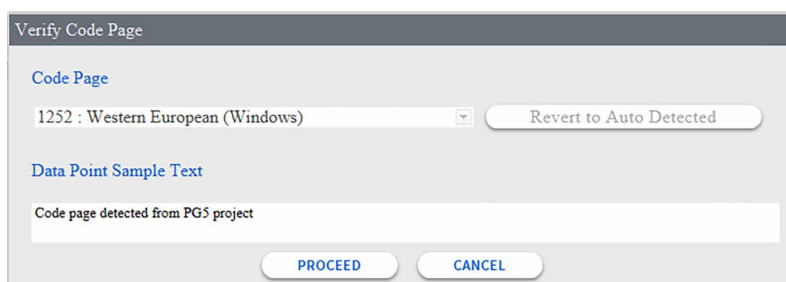 Verify Code Page
Code Page
1252 : Western European (Windows)
Revert to Auto Detected
Data Point Sample Text
Code page detected from PG5 project
PROCEED
CANCEL